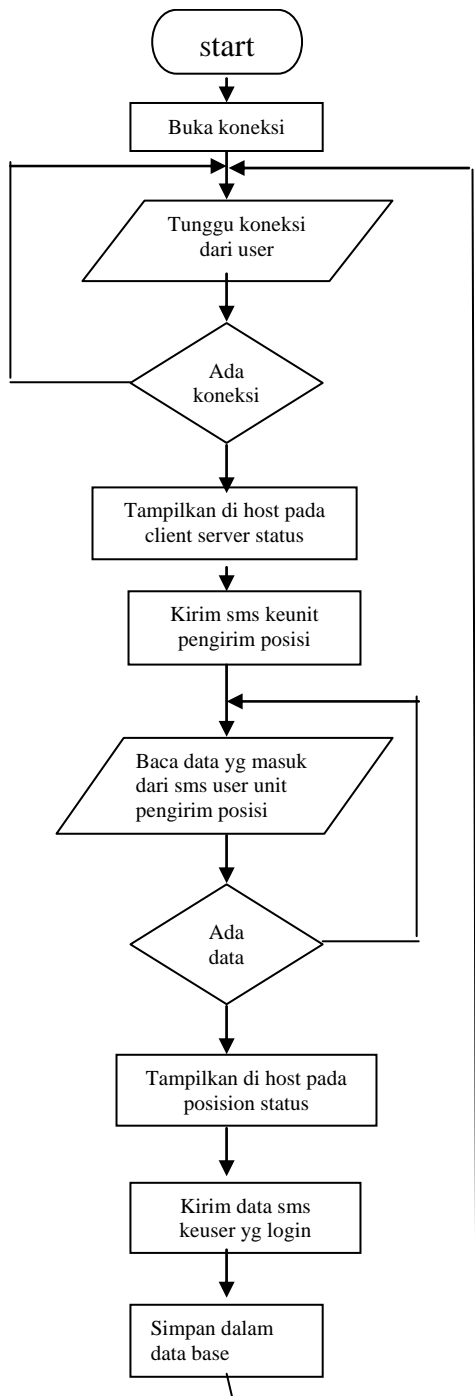 start
Buka koneksi
Tunggu koneksi
dari user
Ada
koneksi
Tampilkan di host pada
client server status
Kirim sms keunit
pengirim posisi
Baca data yg masuk
dari sms user unit
pengirim posisi
Ada
data
Tampilkan di host pada
posision status
Kirim data sms
keuser yg login
Simpan dalam
data base